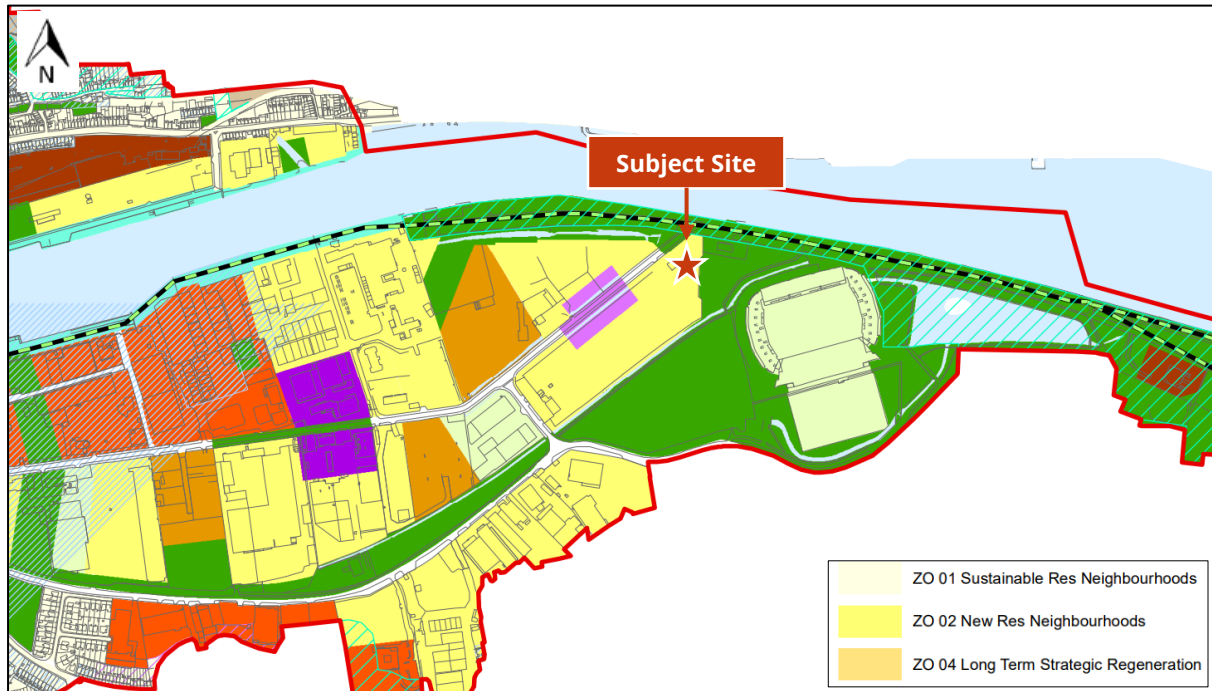 N
Subject Site
ZO 01 Sustainable Res Neighbourhoods
ZO 02 New Res Neighbourhoods
ZO 04 Long Term Strategic Regeneration